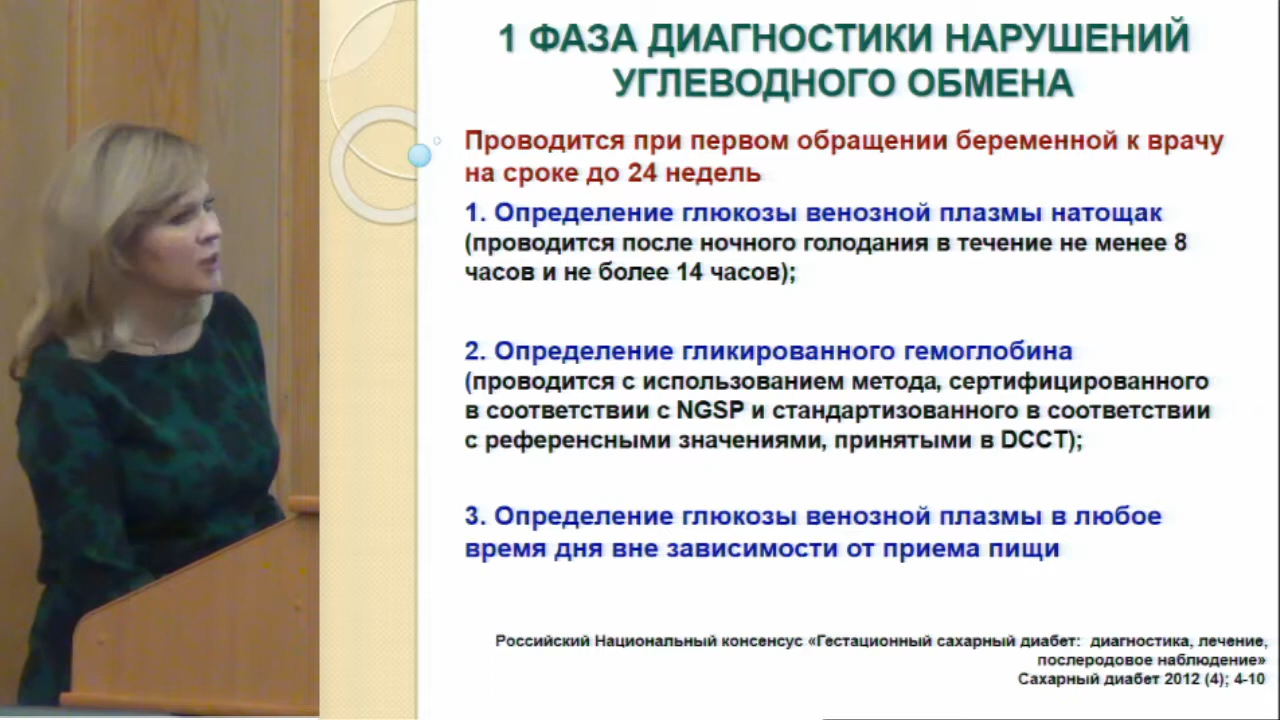 1 ФАЗА ДИАГНОСТИКИ НАРУШЕНИЙ
УГЛЕВОДНОГО ОБМЕНА
Проводится при первом обращении беременной к врачу
на сроке до 24 недель
1. Определение глюкозы венозной плазмы натощак
(проводится после ночного голодания в течение не менее 8
часов и не более 14 часов);
2. Определение гликированного гемоглобина
(проводится с использованием метода, сертифицированного
в соответствии с NGSP и стандартизованного в соответствии
с референсными значениями, принятыми в DCCT);
3. Определение глюкозы венозной плазмы в любое
время дня вне зависимости от приема пищи
Российский Национальный консенсус «Гестационный сахарный диабет: диагностика, лечение,
послеродовое наблюдение»
Сахарный диабет 2012 (4); 4-10